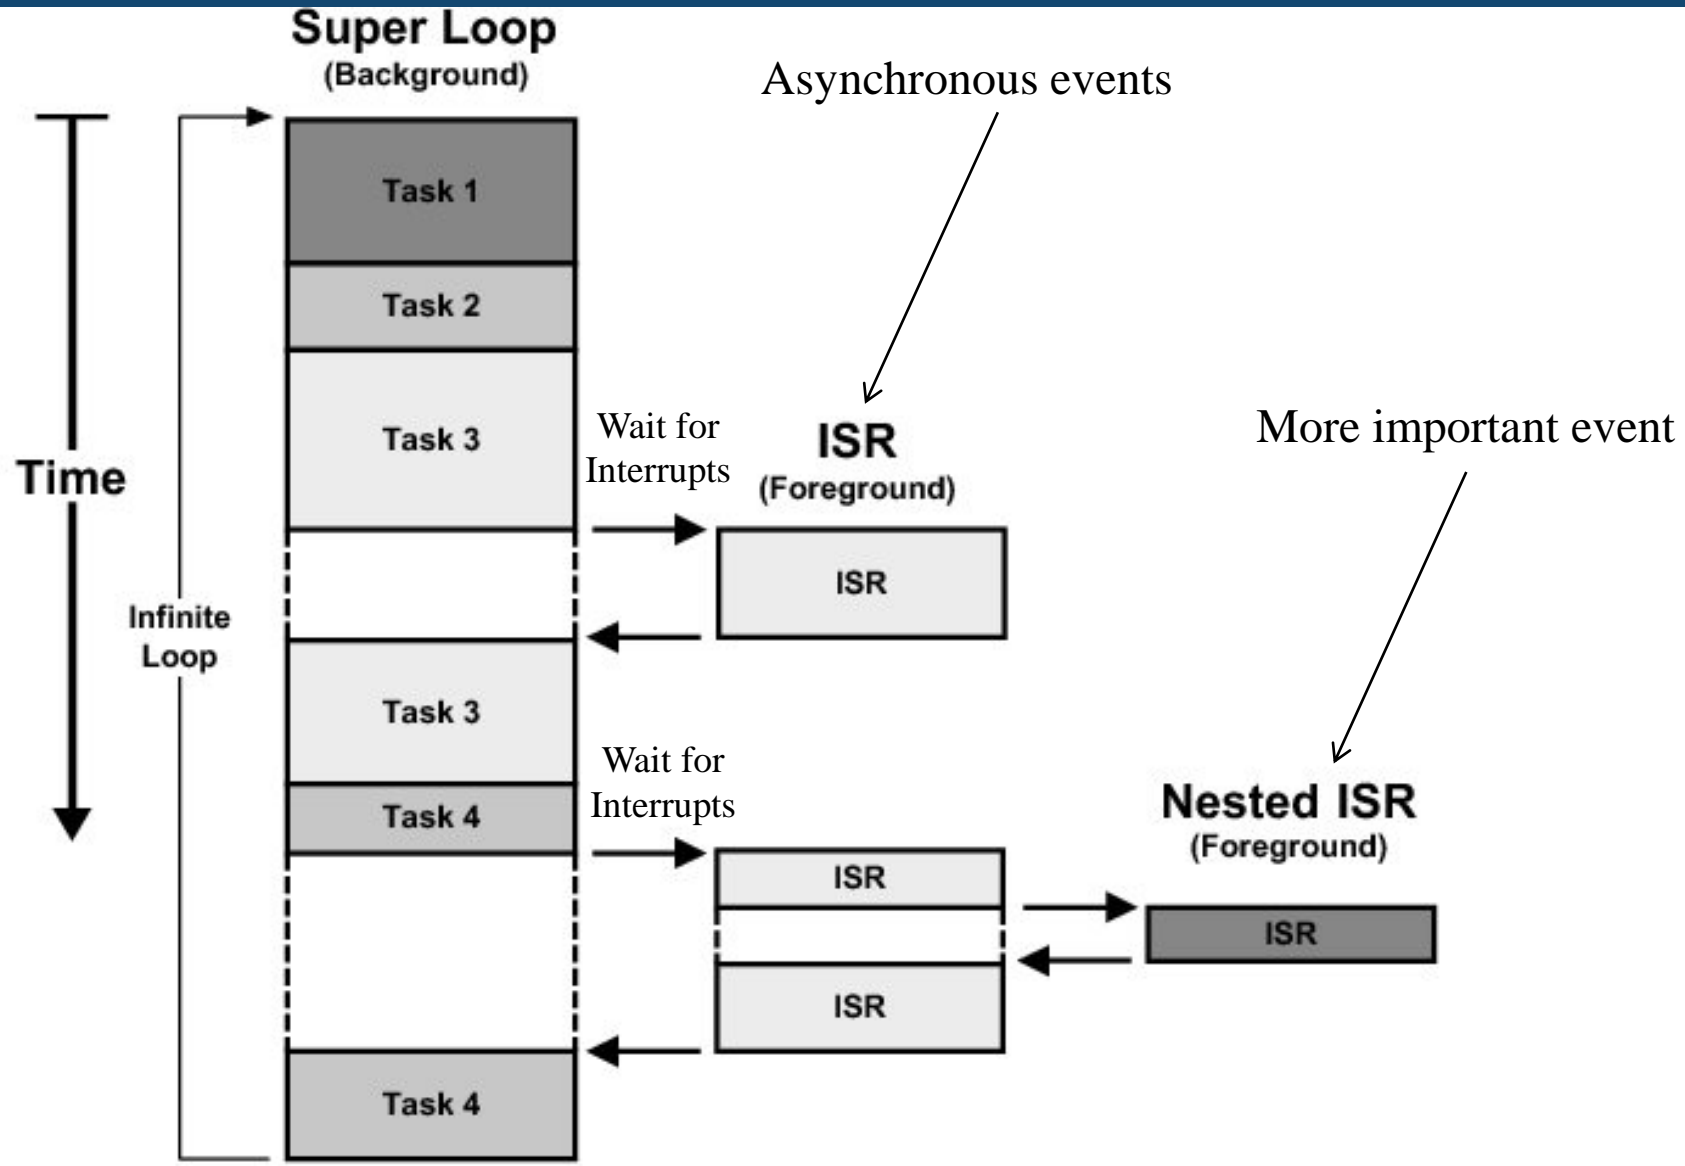 Super Loop
(Background)
Asynchronous events
Task 1
Task 2
Task 3
Wait for
Interrupts
ISR
(Foreground)
More important event
Time
ISR
Infinite
Loop
Task 3
Wait for
Interrupts
Task 4
Nested ISR
(Foreground)
ISR
ISR
ISR
Task 4